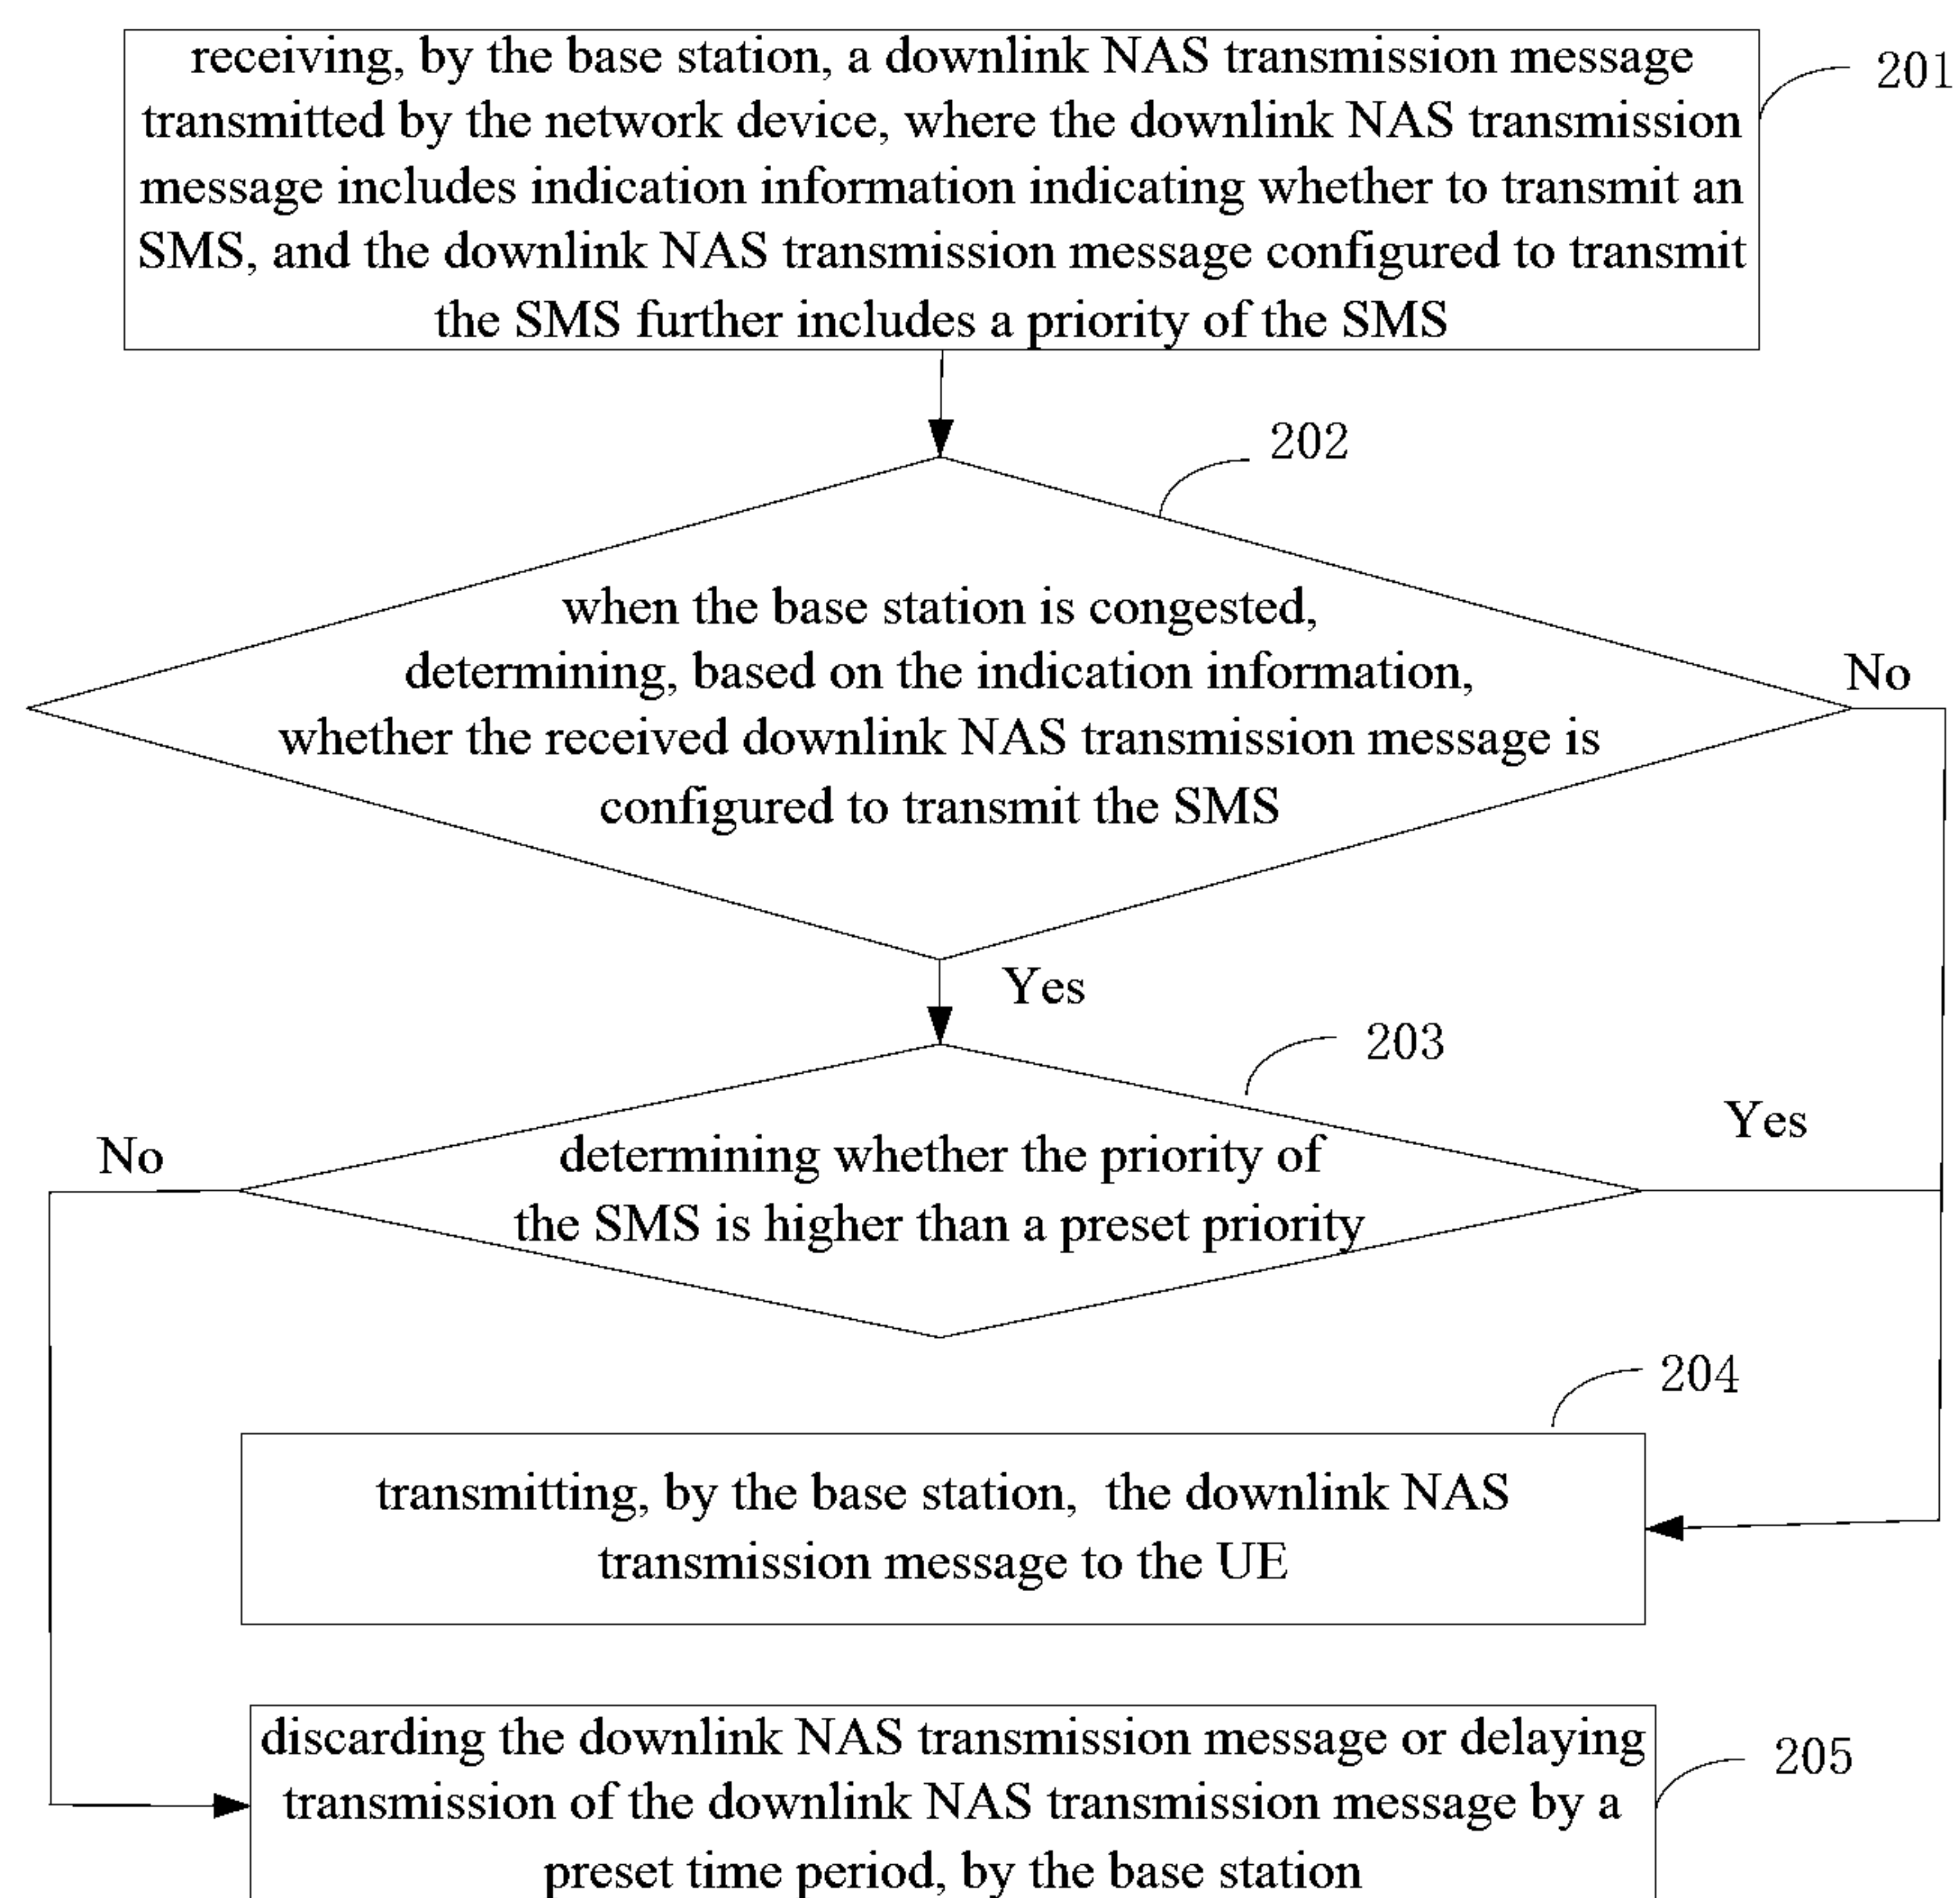 receiving, by the base station, a downlink NAS transmission message
transmitted by the network device, where the downlink NAS transmission
message includes indication information indicating whether to transmit an
SMS, and the downlink NAS transmission message configured to transmit
the SMS further includes a priority of the SMS
201
202
when the base station is congested,
determining, based on the indication information,
whether the received downlink NAS transmission message is
configured to transmit the SMS
No
Yes
203
No
Yes
determining whether the priority of
the SMS is higher than a preset priority
204
transmitting, by the base station, the downlink NAS
transmission message to the UE
discarding the downlink NAS transmission message or delaying
transmission of the downlink NAS transmission message by a
preset time period, by the base station
205